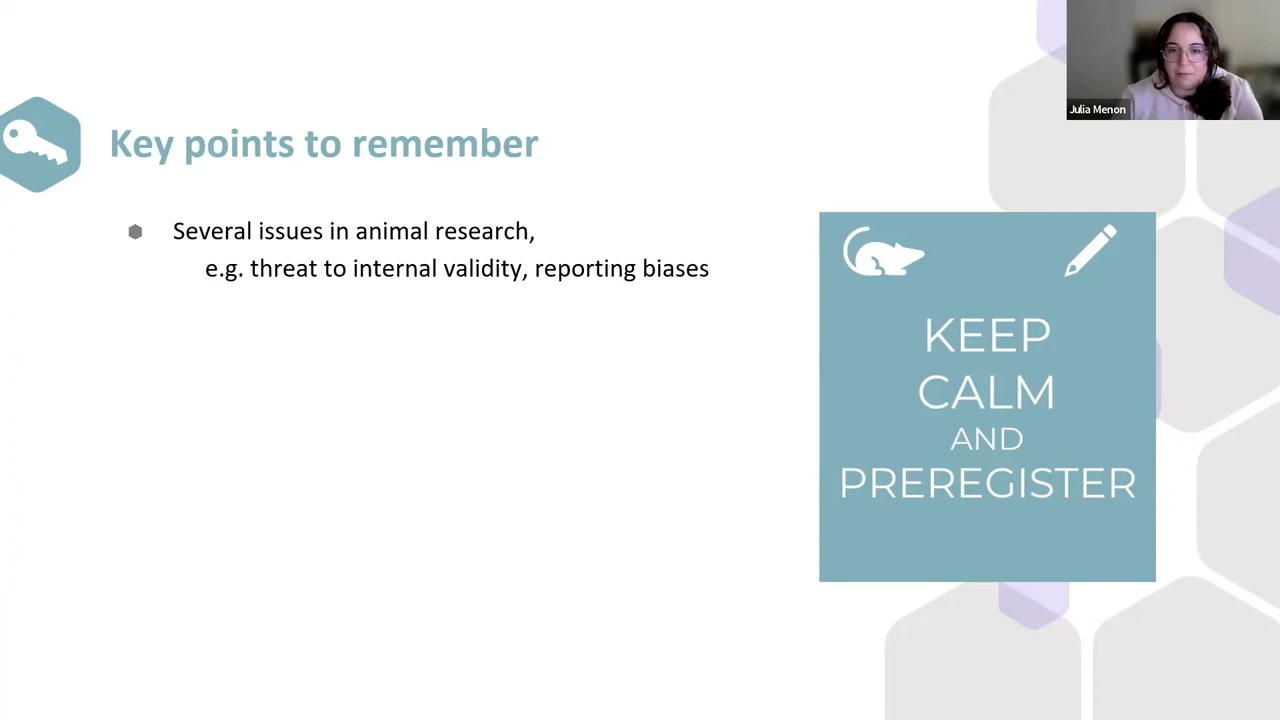 Julia Menon
Key points to remember
Several issues in animal research,
e.g. threat to internal validity, reporting biases
KEEP
CALM
AND
PREREGISTER